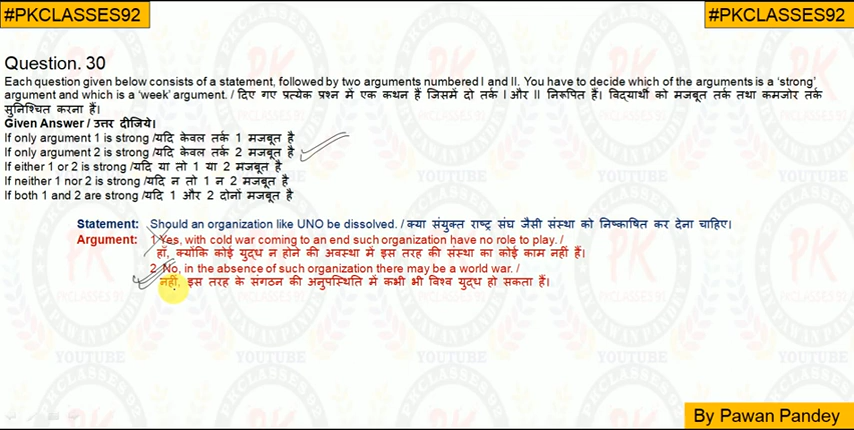 #PKCLASSES92
#PKCLASSES92
Question. 30
Each question given below consists of a statement, followed by two arguments numbered I and II. You have to decide which of the arguments is a ‘strong’
argument and which is a ‘week’ argument. / दिए गए प्रत्येक प्रश्न में एक कथन हैं जिसमें दो तर्क I और II निरूपित हैं। विद्यार्थी को मजबूत तर्क तथा कमजोर तर्क
सुनिश्चित करना हैं।
Given Answer / उत्तर दीजिये।
If only argument 1 is strong /यदि केवल तर्क 1 मजबूत है
If only argument 2 is strong /यदि केवल तर्क 2 मजबूत है
If either 1 or 2 is strong /यदि या तो 1 या 2 मजबूत है
If neither 1 nor 2 is strong /यदि न तो 1 न 2 मजबूत है
If both 1 and 2 are strong /यदि 1 और 2 दोनों मजबूत है
Statement: Should an organization like UNO be dissolved. / क्या संयुक्त राष्ट्र संघ जैसी संस्था को निष्काषित कर देना चाहिए।
Argument: 1 Yes, with cold war coming to an end such organization have no role to play. /
हाँ, क्योंकि कोई युद्ध न होने की अवस्था में इस तरह की संस्था का कोई काम नहीं हैं।
2 No, in the absence of such organization there may be a world war. /
नहीं, इस तरह के संगठन की अनुपस्थिति में कभी भी विश्व युद्ध हो सकता हैं।
By Pawan Pandey